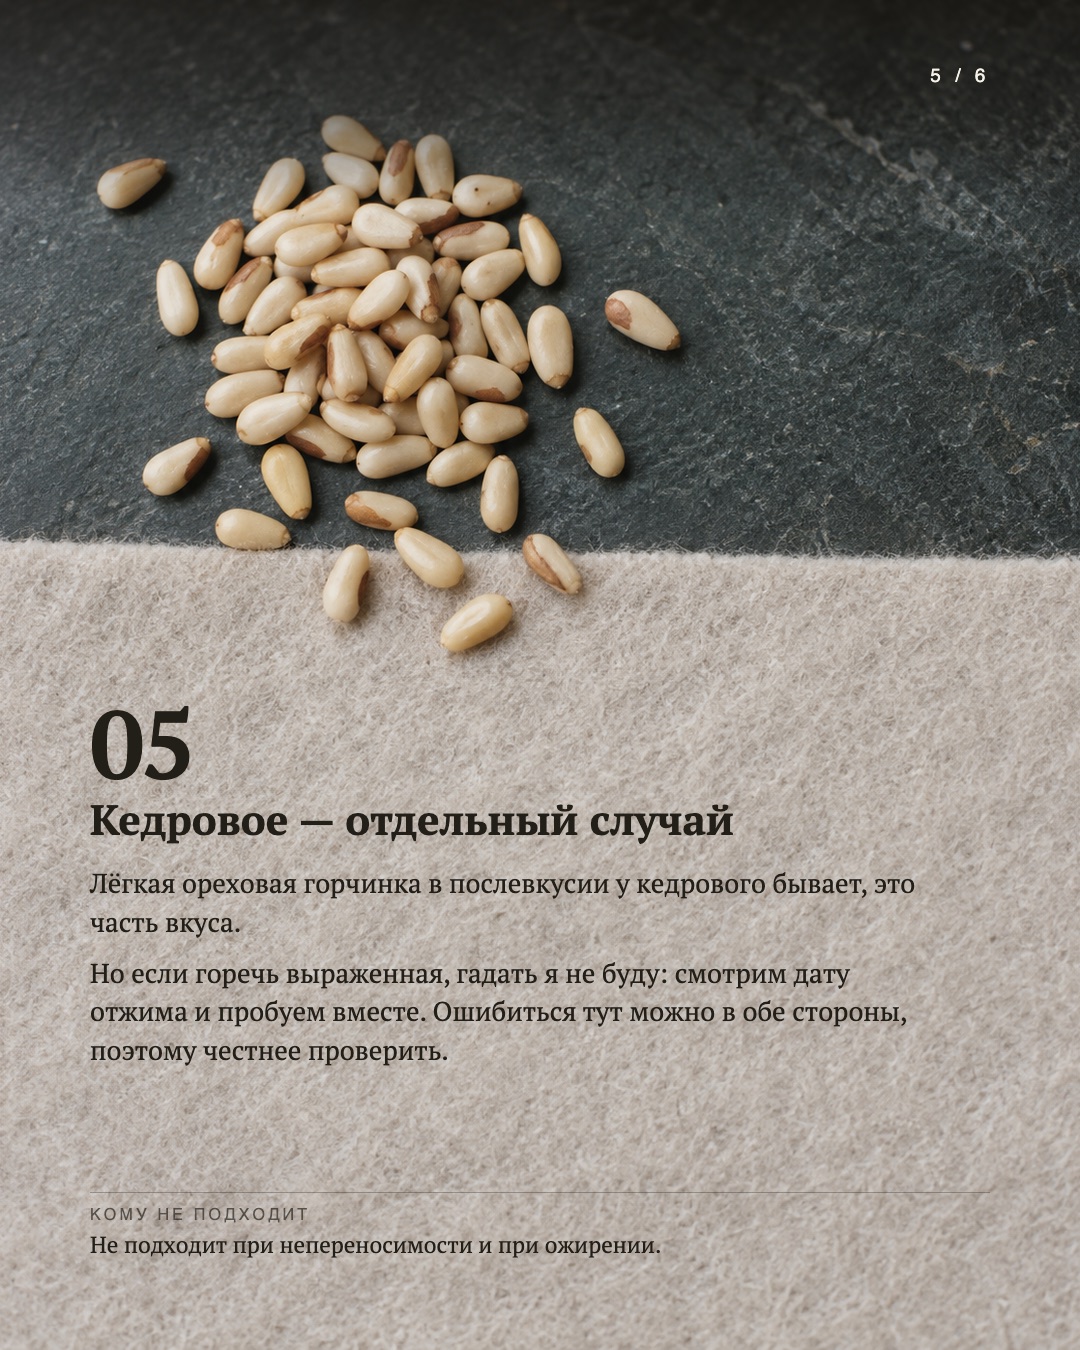 5 / 6
05
Кедровое — отдельный случай
Лёгкая ореховая горчинка в послевкусии у кедрового бывает, это
часть вкуса.
Но если горечь выраженная, гадать я не буду: смотрим дату
отжима и пробуем вместе. Ошибиться тут можно в обе стороны,
поэтому честнее проверить.
КОМУ НЕ ПОДХОДИТ
Не подходит при непереносимости и при ожирении.